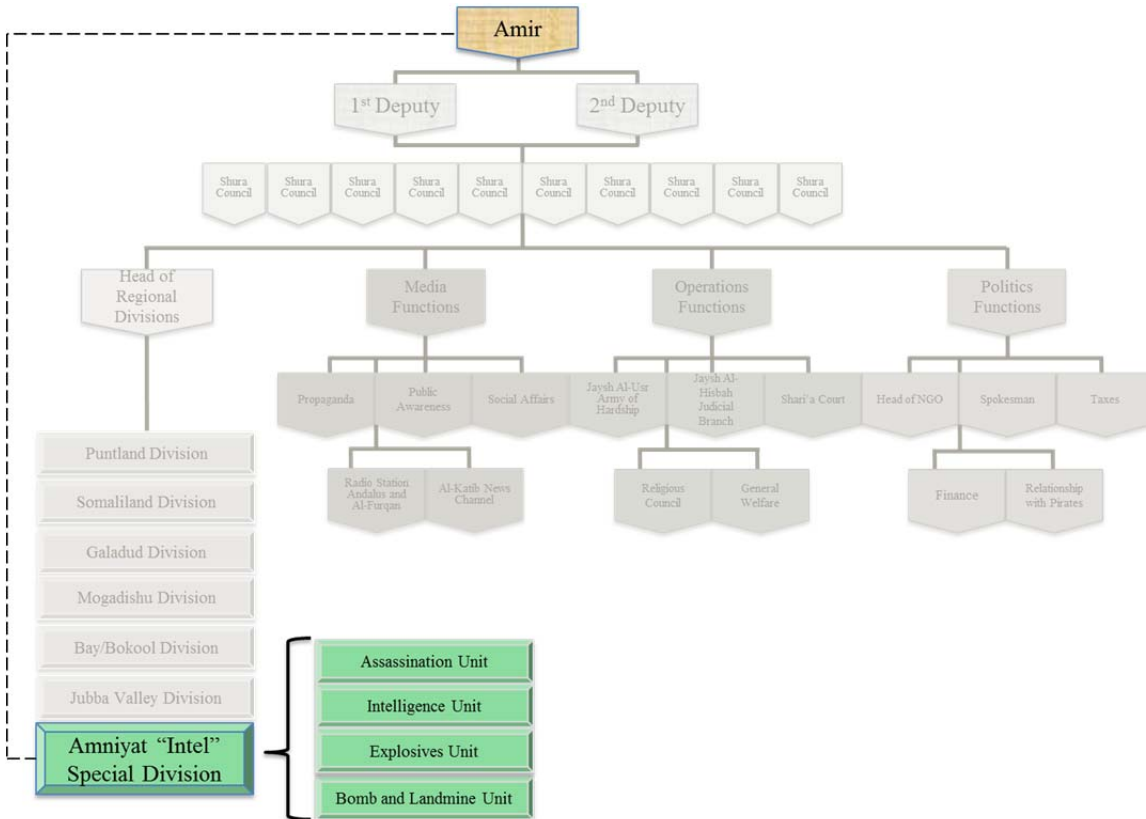 Amir
1st Deputy
2nd Deputy
Shura
Council
Shura
Council
Shura
Council
Shura
Council
Shura
Council
Shura
Council
Shura
Council
Shura
Council
Shura
Council
Shura
Council
Head of
Regional
Divisions
Media
Functions
Operations
Functions
Politics
Functions
Propaganda
Public
Awareness
Social Affairs
Jaysh Al-Usr
Army of
Hardship
Jaysh Al-
Hisbah
Judicial
Branch
Shari'a Court
Head of NGO
Spokesman
Taxes
Radio Station
Andalus and
Al-Furqan
Al-Katib News
Channel
Religious
Council
General
Welfare
Finance
Relationship
with Pirates
Puntland Division
Somaliland Division
Galadud Division
Mogadishu Division
Bay/Bokool Division
Jubba Valley Division
Amniyat “Intel”
Special Division
Assassination Unit
Intelligence Unit
Explosives Unit
Bomb and Landmine Unit